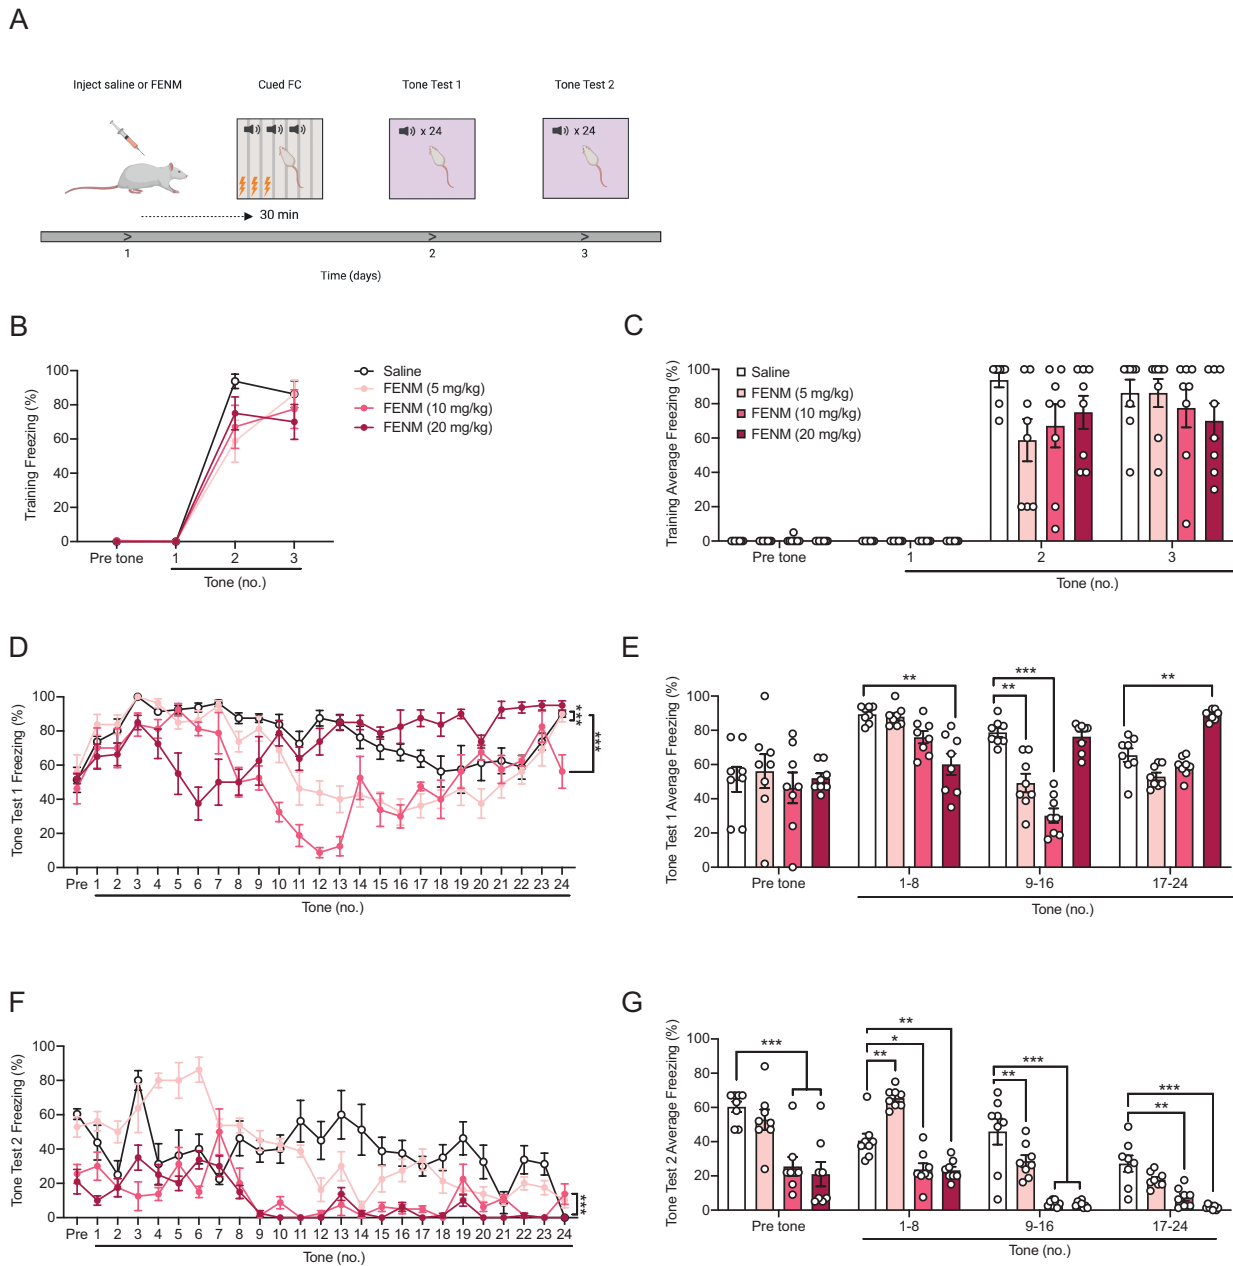 A
Inject saline or FENM
Cued FC
Tone Test 1
Tone Test 2
x 24
x 24
30 min
1
2
3
Time (days)
B
Training Freezing (%)
100
80
60
40
20
0
Pre tone
1
2
3
Tone (no.)
Saline
FENM (5 mg/kg)
FENM (10 mg/kg)
FENM (20 mg/kg)
C
Training Average Freezing (%)
100
80
60
40
20
0
Saline
FENM (5 mg/kg)
FENM (10 mg/kg)
FENM (20 mg/kg)
Pre tone
1
2
3
Tone (no.)
D
Tone Test 1 Freezing (%)
100
80
60
40
20
0
***
***
Pre 1 2 3 4 5 6 7 8 9 10 11 12 13 14 15 16 17 18 19 20 21 22 23 24
Tone (no.)
E
Tone Test 1 Average Freezing (%)
100
80
60
40
20
0
**
**
***
**
Pre tone
1-8
9-16
17-24
Tone (no.)
F
Tone Test 2 Freezing (%)
100
80
60
40
20
0
***
Pre 1 2 3 4 5 6 7 8 9 10 11 12 13 14 15 16 17 18 19 20 21 22 23 24
Tone (no.)
G
Tone Test 2 Average Freezing (%)
100
80
60
40
20
0
***
**
*
**
**
***
**
***
Pre tone
1-8
9-16
17-24
Tone (no.)